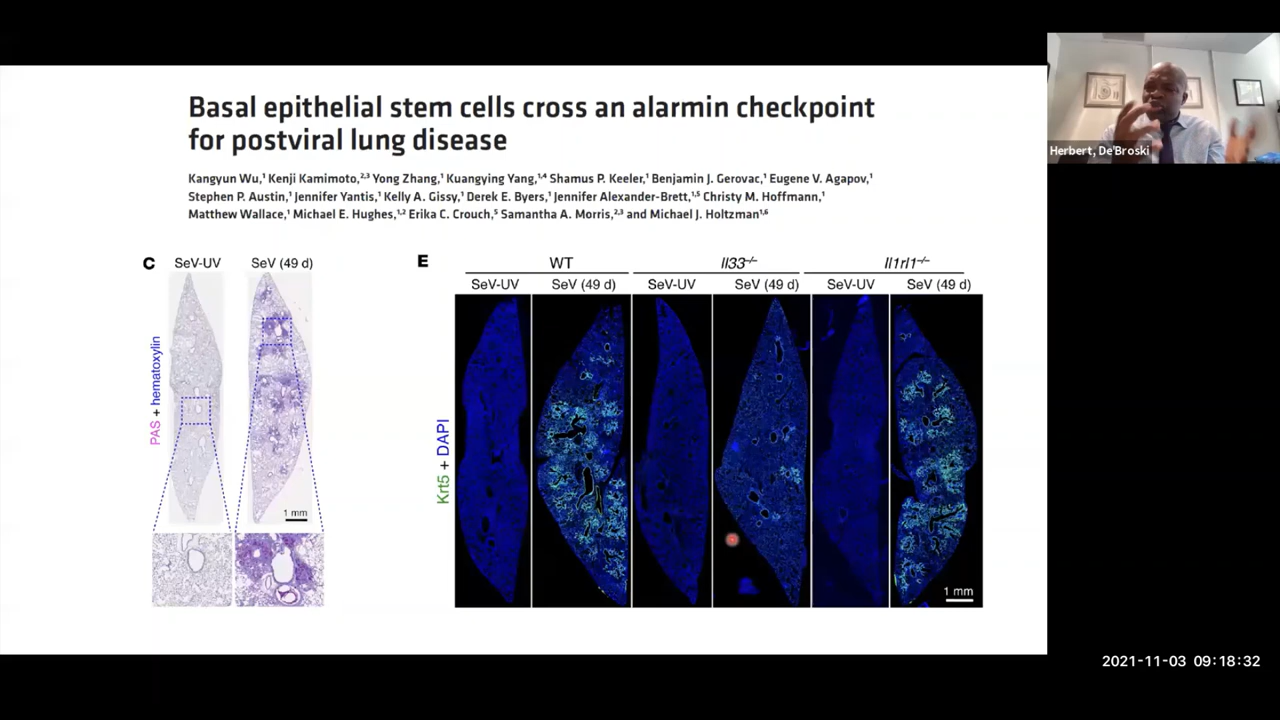 Basal epithelial stem cells cross an alarmin checkpoint
for postviral lung disease
Kangyun Wu,¹ Kenji Kamimoto,²,³ Yong Zhang,¹ Kuangying Yang,¹,⁴ Shamus P. Keeler,¹ Benjamin J. Gerovac,¹ Eugene V. Agapov,¹
Stephen P. Austin,¹ Jennifer Yantis,¹ Kelly A. Gissy,¹ Derek E. Byers,¹ Jennifer Alexander-Brett,¹,⁵ Christy M. Hoffmann,¹
Matthew Wallace,¹ Michael E. Hughes,¹,² Erika C. Crouch,⁵ Samantha A. Morris,²,³ and Michael J. Holtzman¹,⁶
Herbert, De'Broski
C
SeV-UV
SeV (49 d)
PAS + hematoxylin
1 mm
E
WT
Il33⁻/⁻
Il1rl1⁻/⁻
SeV-UV
SeV (49 d)
SeV-UV
SeV (49 d)
SeV-UV
SeV (49 d)
Krt5 + DAPI
1 mm
2021-11-03 09:18:32